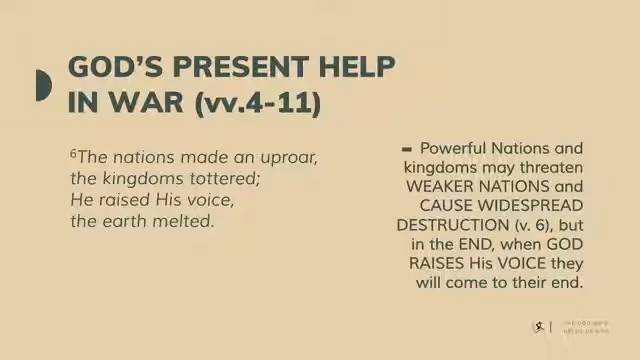 GOD’S PRESENT HELP
IN WAR (vv.4-11)
⁶The nations made an uproar,
the kingdoms tottered;
He raised His voice,
the earth melted.
- Powerful Nations and
kingdoms may threaten
WEAKER NATIONS and
CAUSE WIDESPREAD
DESTRUCTION (v. 6), but
in the END, when GOD
RAISES His VOICE they
will come to their end.